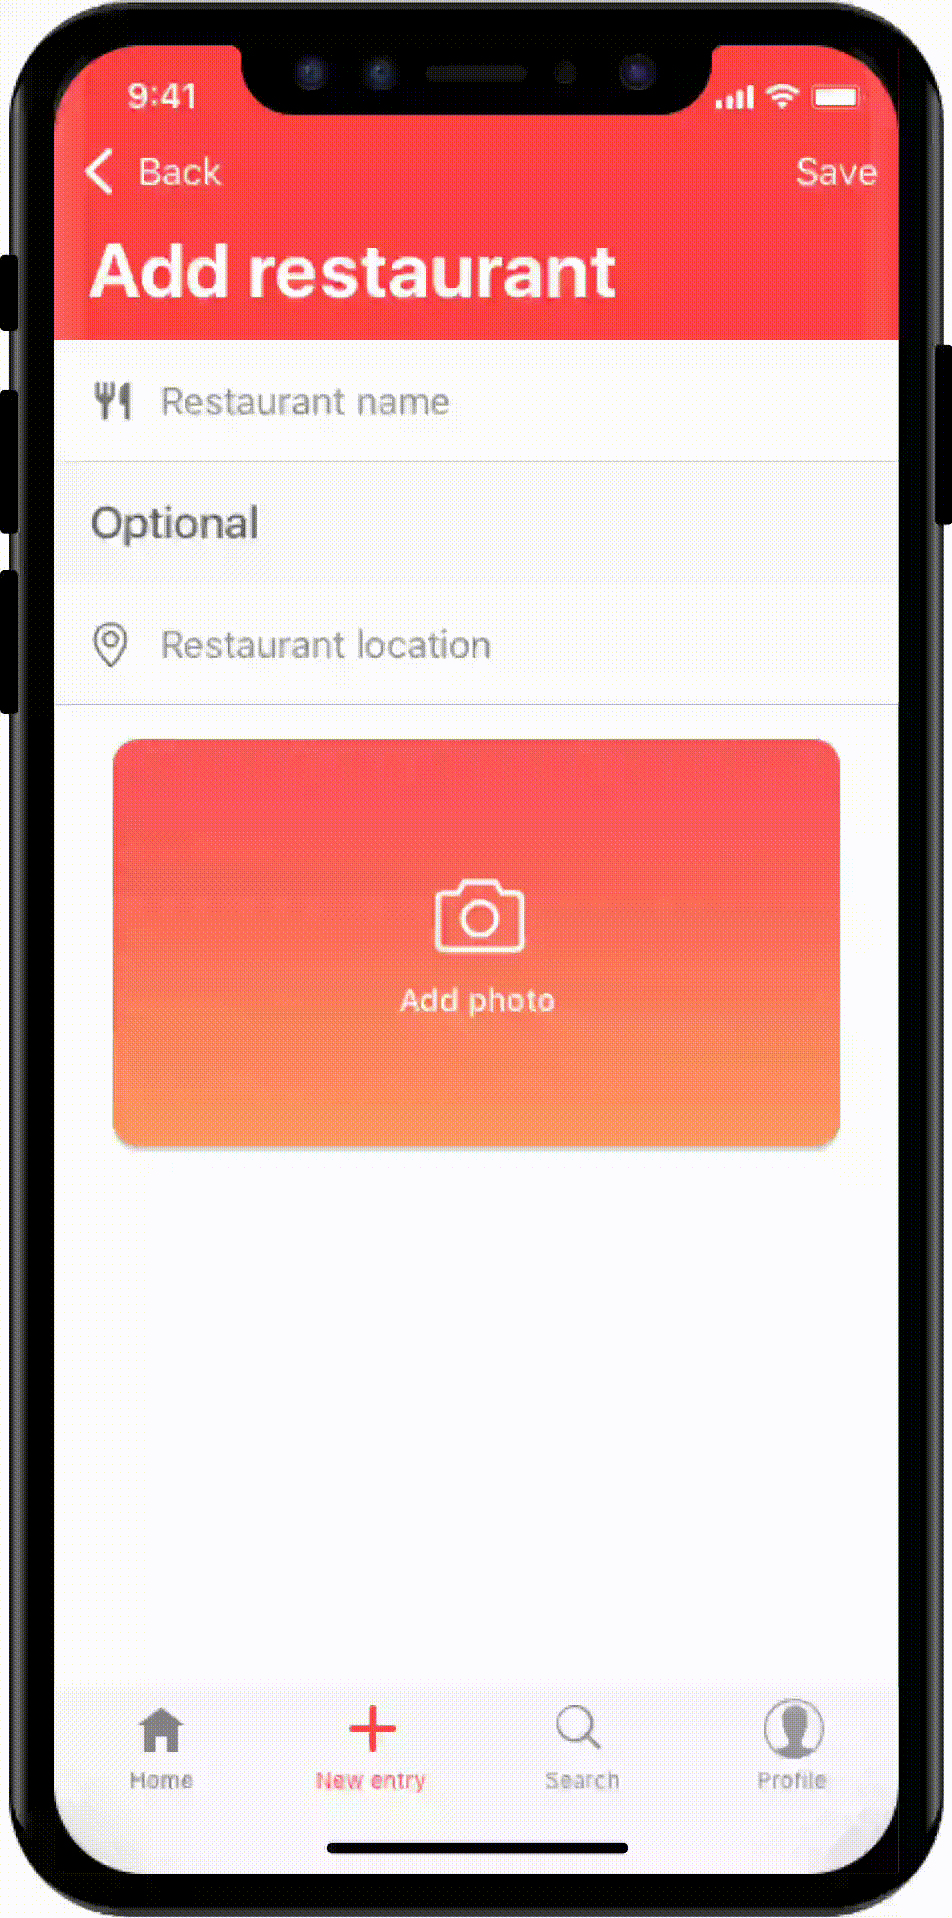 9:41
Back
Save
Add restaurant
Restaurant name
Optional
Restaurant location
Add photo
Home
New entry
Search
Profile